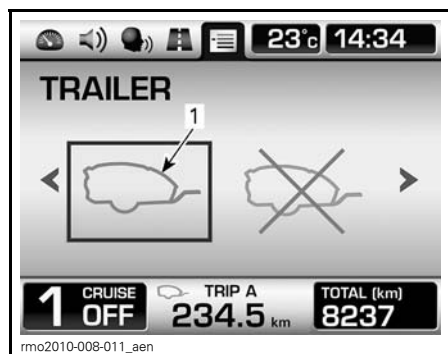 23°c 14:34
TRAILER
1
1 CRUISE OFF
TRIP A
234.5 km
TOTAL (km)
8237
rmo2010-008-011_aen